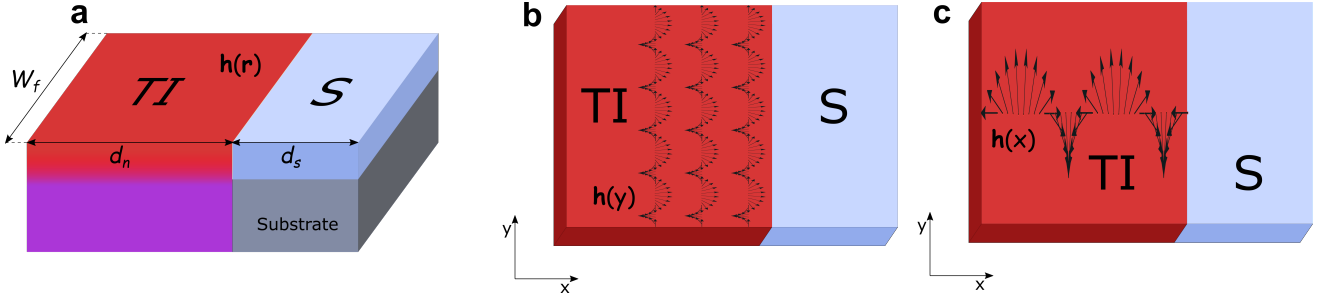 a
TI
h(r)
S
W_f
d_n
d_s
Substrate
b
TI
S
h(y)
y
x
c
h(x)
TI
S
y
x